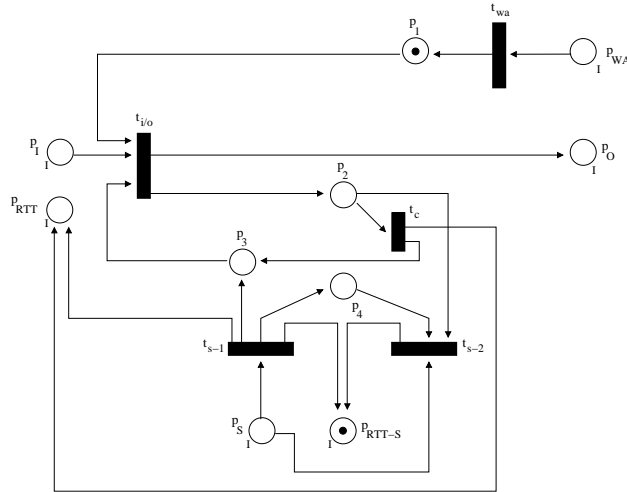 t_wa
p_1
p_WA
I
t_i/o
p_I
I
p_O
I
p_2
p_RTT
I
t_c
p_3
p_4
t_s–1
t_s–2
p_S
I
p_RTT–S
I